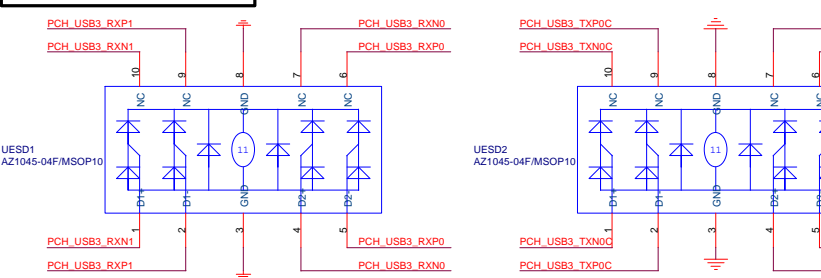 PCH_USB3_RXP1 PCH_USB3_RXN0 PCH_USB3_TXP0C
PCH_USB3_RXN1 PCH_USB3_RXP0 PCH_USB3_TXN0C
10 9 8 7 6 10 9 8 7 6
NC NC GND NC NC NC NC GND NC
UESD1 11 UESD2 11
AZ1045-04F/MSOP10 AZ1045-04F/MSOP10
D1+ D1- GND D2+ D2- D1+ D1- GND D2+
1 2 3 4 5 1 2 3 4 5
PCH_USB3_RXN1 PCH_USB3_RXP0 PCH_USB3_TXN0C
PCH_USB3_RXP1 PCH_USB3_RXN0 PCH_USB3_TXP0C